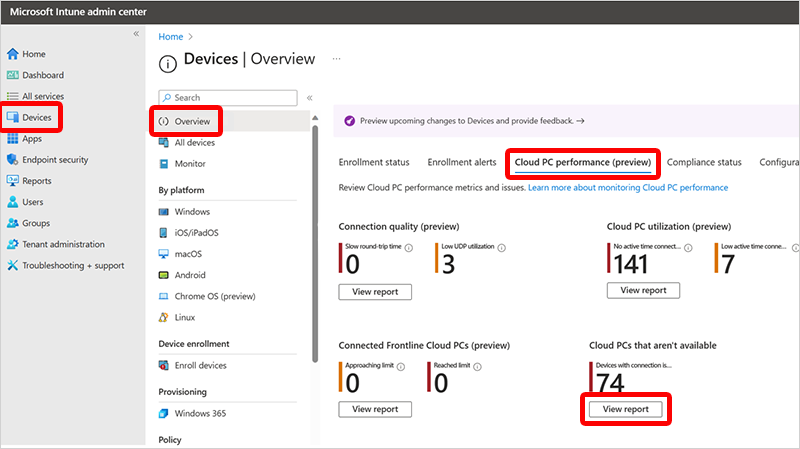 Microsoft Intune admin center
Home
Dashboard
All services
Devices
Apps
Endpoint security
Reports
Users
Groups
Tenant administration
Troubleshooting + support
Home
Devices | Overview
Search
Overview
All devices
Monitor
By platform
Windows
iOS/iPadOS
macOS
Android
Chrome OS (preview)
Linux
Device enrollment
Enroll devices
Provisioning
Windows 365
Policy
Preview upcoming changes to Devices and provide feedback. →
Enrollment status Enrollment alerts Cloud PC performance (preview) Compliance status Configura
Review Cloud PC performance metrics and issues. Learn more about monitoring Cloud PC performance
Connection quality (preview)
Slow round-trip time
0
Low UDP utilization
3
View report
Cloud PC utilization (preview)
No active time connect...
141
Low active time conne...
7
View report
Connected Frontline Cloud PCs (preview)
Approaching limit
0
Reached limit
0
View report
Cloud PCs that aren't available
Devices with connection is...
74
View report